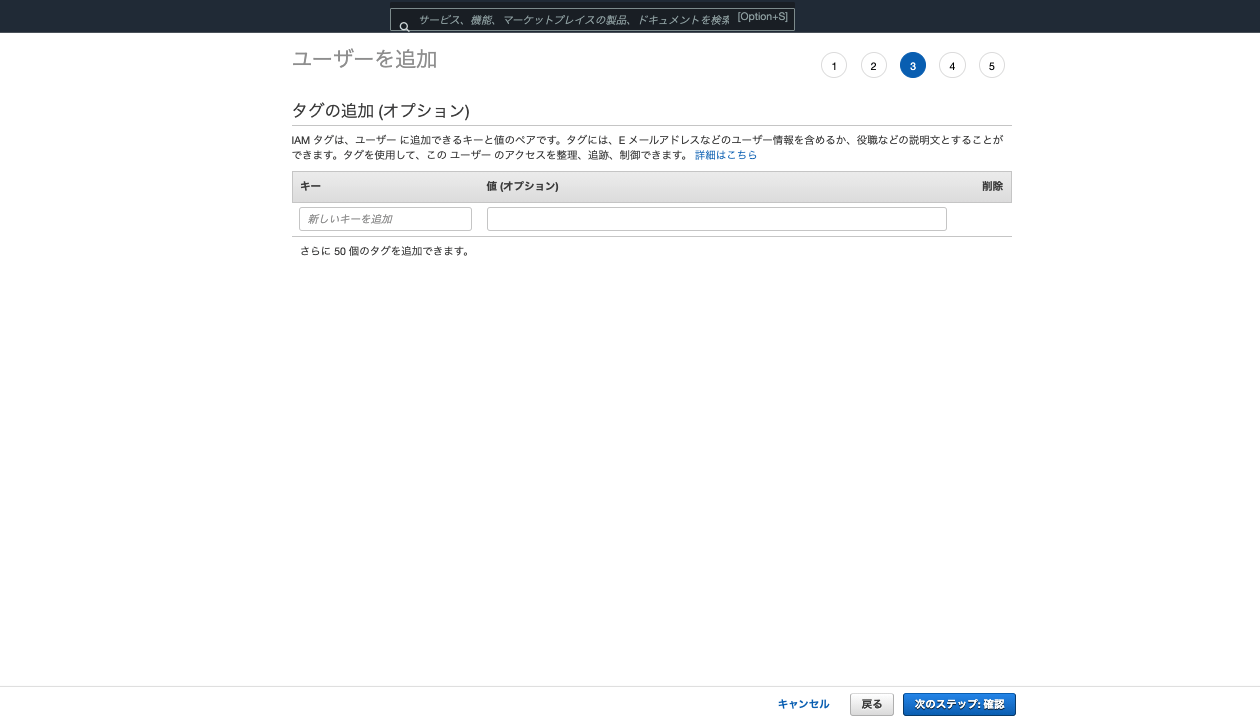 サービス、機能、マーケットプレイスの製品、ドキュメントを検索 [Option+S]
ユーザーを追加
1 2 3 4 5
タグの追加 (オプション)
IAM タグは、ユーザー に追加できるキーと値のペアです。タグには、E メールアドレスなどのユーザー情報を含めるか、役職などの説明文とすることが
できます。タグを使用して、この ユーザー のアクセスを整理、追跡、制御できます。 詳細はこちら
キー 値 (オプション) 削除
新しいキーを追加
さらに 50 個のタグを追加できます。
キャンセル 戻る 次のステップ: 確認